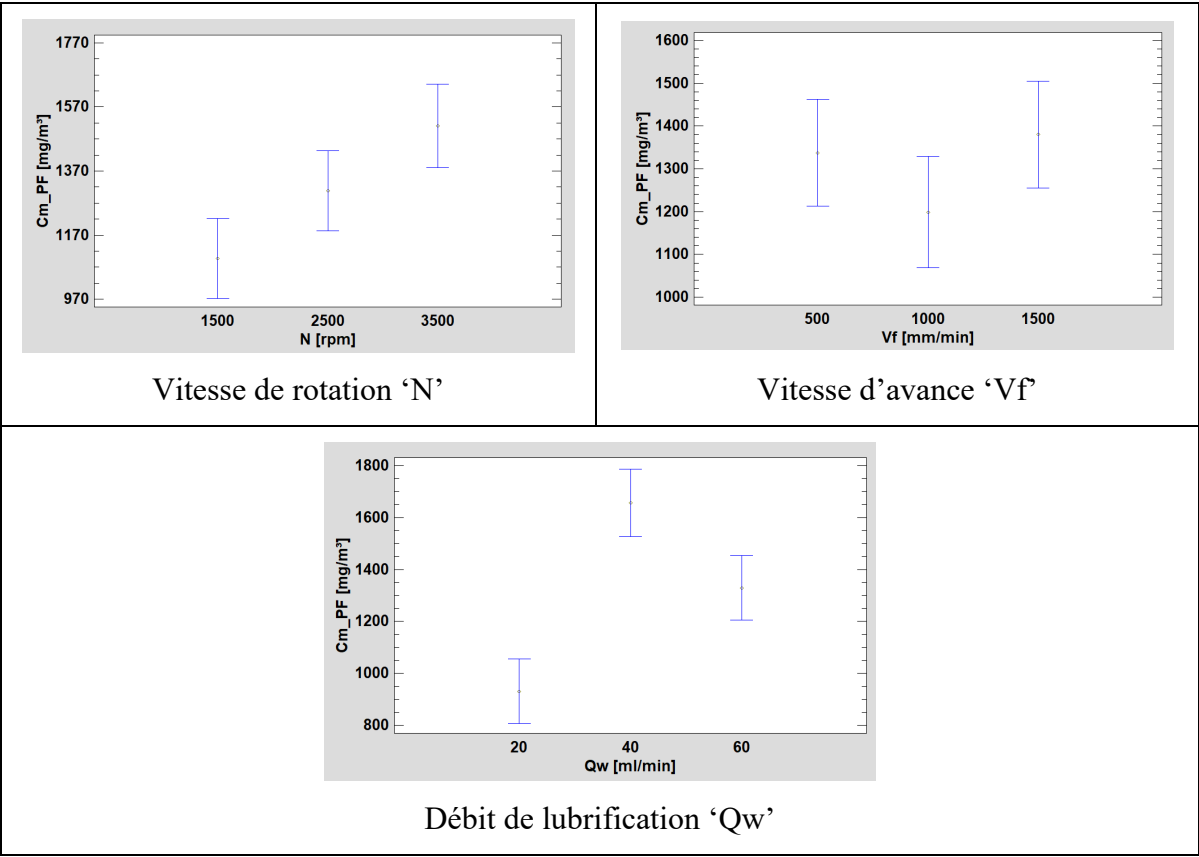 1770
1570
1370
1170
970
Cm_PF [mg/m³]
1500 2500 3500
N [rpm]
Vitesse de rotation ‘N’
1600
1500
1400
1300
1200
1100
1000
Cm_PF [mg/m³]
500 1000 1500
Vf [mm/min]
Vitesse d’avance ‘Vf’
1800
1600
1400
1200
1000
800
Cm_PF [mg/m³]
20 40 60
Qw [ml/min]
Débit de lubrification ‘Qw’